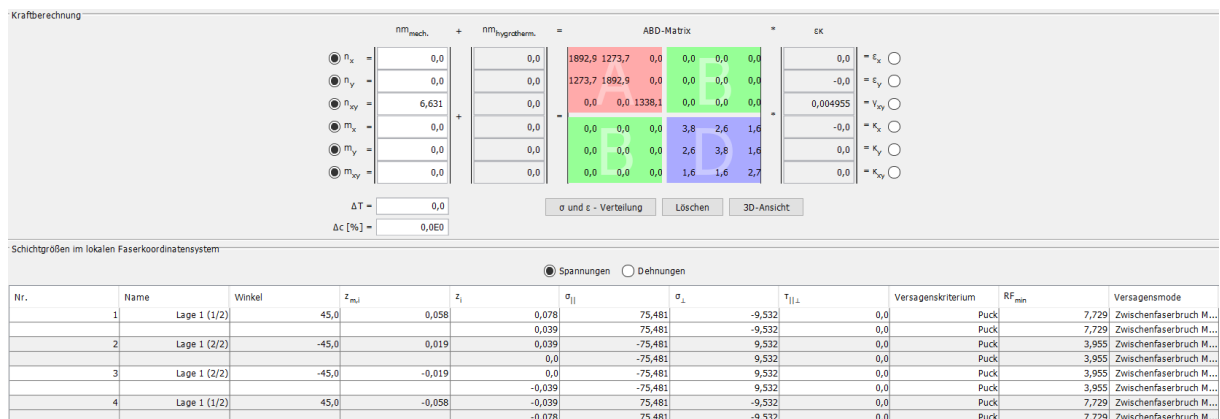 Kraftberechnung
nm mech. + nm hygrotherm. = ABD-Matrix * εκ
n x = 0,0 0,0 1892,9 1273,7 0,0 0,0 0,0 0,0 0,0 = ε x
n y = 0,0 0,0 1273,7 1892,9 0,0 0,0 0,0 0,0 -0,0 = ε y
n xy = 6,631 0,0 0,0 0,0 1338,1 0,0 0,0 0,0 0,004955 = γ xy
A B
+ = *
m x = 0,0 0,0 0,0 0,0 0,0 3,8 2,6 1,6 -0,0 = κ x
m y = 0,0 0,0 0,0 0,0 0,0 2,6 3,8 1,6 0,0 = κ y
m xy = 0,0 0,0 0,0 0,0 0,0 1,6 1,6 2,7 0,0 = κ xy
B D
ΔT = 0,0 σ und ε - Verteilung Löschen 3D-Ansicht
Δc [%] = 0,0E0
Schichtgrößen im lokalen Faserkoordinatensystem
Spannungen Dehnungen
Nr. Name Winkel z m,i z i σ || σ ⊥ τ ||⊥ Versagenskriterium RF min Versagensmode
1 Lage 1 (1/2) 45,0 0,058 0,078 75,481 -9,532 0,0 Puck 7,729 Zwischenfaserbruch M...
0,039 75,481 -9,532 0,0 Puck 7,729 Zwischenfaserbruch M...
2 Lage 1 (2/2) -45,0 0,019 0,039 -75,481 9,532 0,0 Puck 3,955 Zwischenfaserbruch M...
0,0 -75,481 9,532 0,0 Puck 3,955 Zwischenfaserbruch M...
3 Lage 1 (2/2) -45,0 -0,019 0,0 -75,481 9,532 0,0 Puck 3,955 Zwischenfaserbruch M...
-0,039 -75,481 9,532 0,0 Puck 3,955 Zwischenfaserbruch M...
4 Lage 1 (1/2) 45,0 -0,058 -0,039 75,481 -9,532 0,0 Puck 7,729 Zwischenfaserbruch M...
-0,078 75,481 -9,532 0,0 Puck 7,729 Zwischenfaserbruch M...